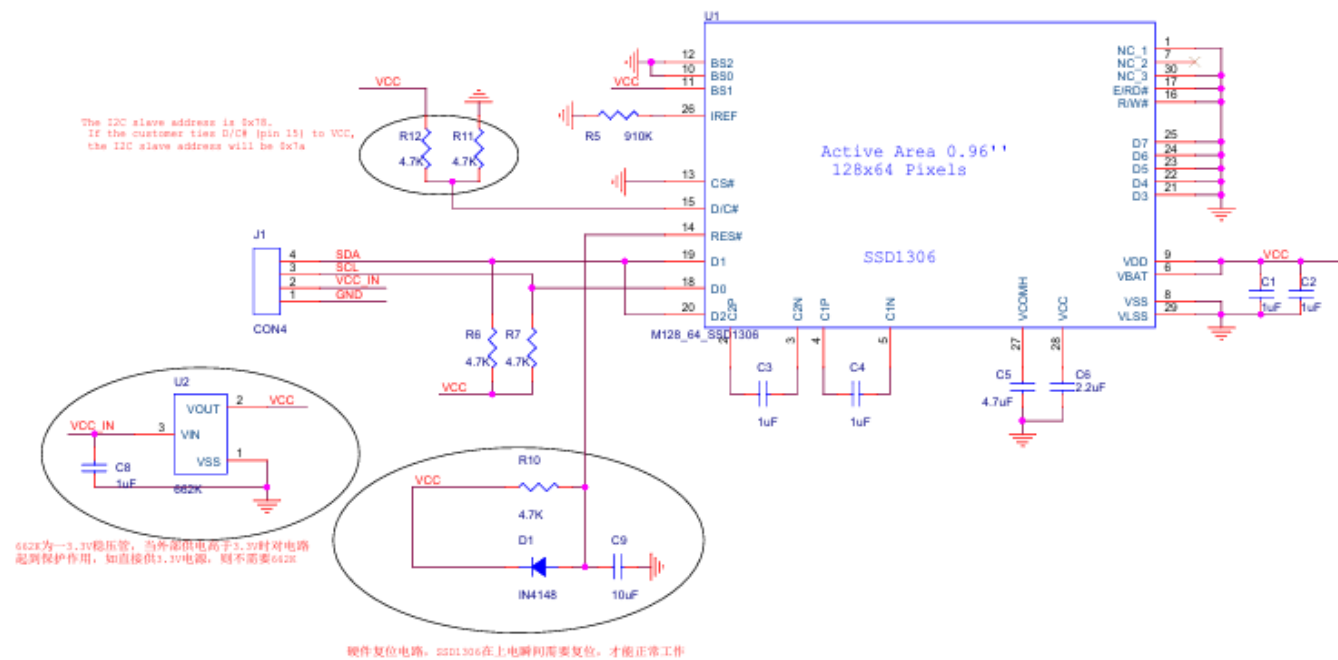 U1
12 BS2
10 BS0
VCC 11 BS1
26 IREF
R5 910K
13 CS#
15 D/C#
14 RES#
19 D1
18 D0
20 D2
NC_1 1
NC_2 7
NC_3 30
E/RD# 17
R/W# 16
D7 25
D6 24
D5 23
D4 22
D3 21
VDD 9 VCC
VBAT 6
VSS 8
VLSS 29
C1 C2
1uF 1uF
Active Area 0.96''
128x64 Pixels
SSD1306
C2P C2N C1P C1N VCOMH VCC
2 3 4 5 27 28
M128_64_SSD1306
C3
1uF
C4
1uF
C5
4.7uF
C6
2.2uF
VCC
R12 R11
4.7K 4.7K
The I2C slave address is 0x78.
If the customer ties D/C# (pin 15) to VCC,
the I2C slave address will be 0x7a
J1
4 SDA
3 SCL
2 VCC_IN
1 GND
CON4
R6 R7
4.7K 4.7K
VCC
U2
VOUT 2 VCC
VCC_IN 3 VIN
VSS 1
C8
1uF
662K
662K为一3.3V稳压管，当外部供电高于3.3V时对电路
起到保护作用，如直接供3.3V电源，则不需要662K
R10
VCC
4.7K
D1 C9
IN4148 10uF
硬件复位电路，SSD1306在上电瞬间需要复位，才能正常工作